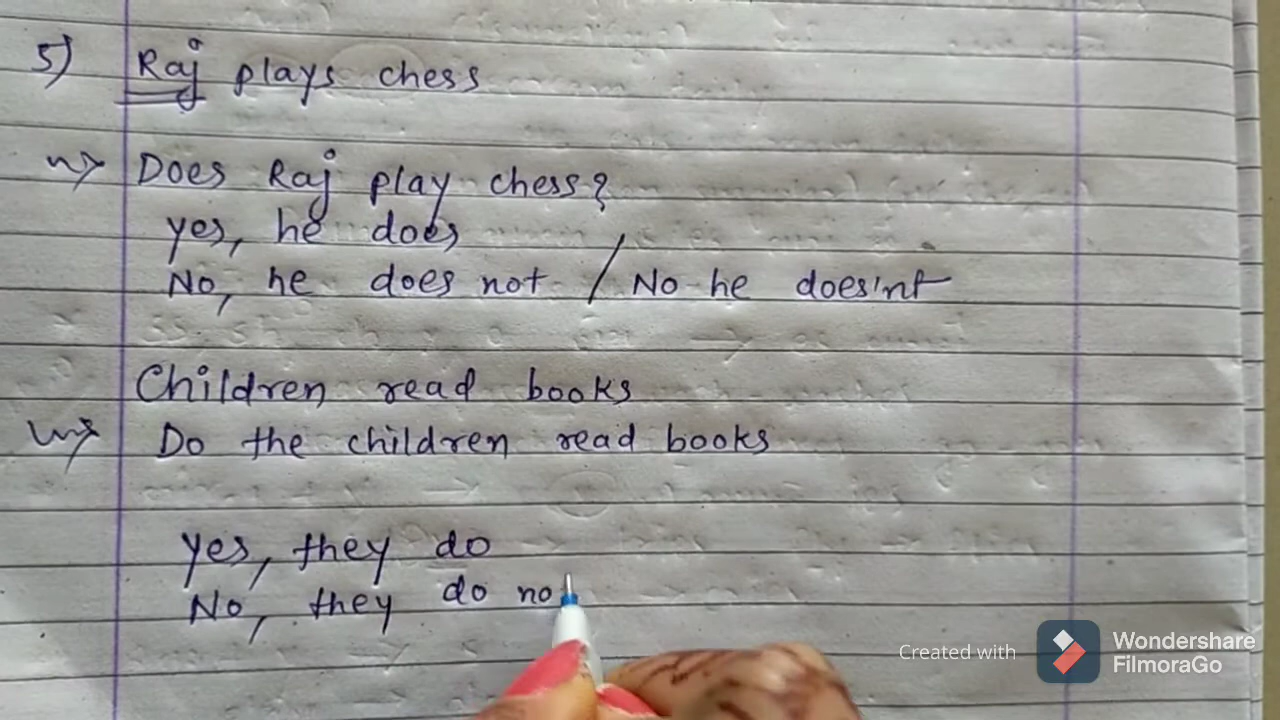 5) Raj plays chess
Does Raj play chess?
yes, he does
No, he does not / No he does'nt
Children read books
Do the children read books
yes, they do
No, they do no
Created with Wondershare FilmoraGo